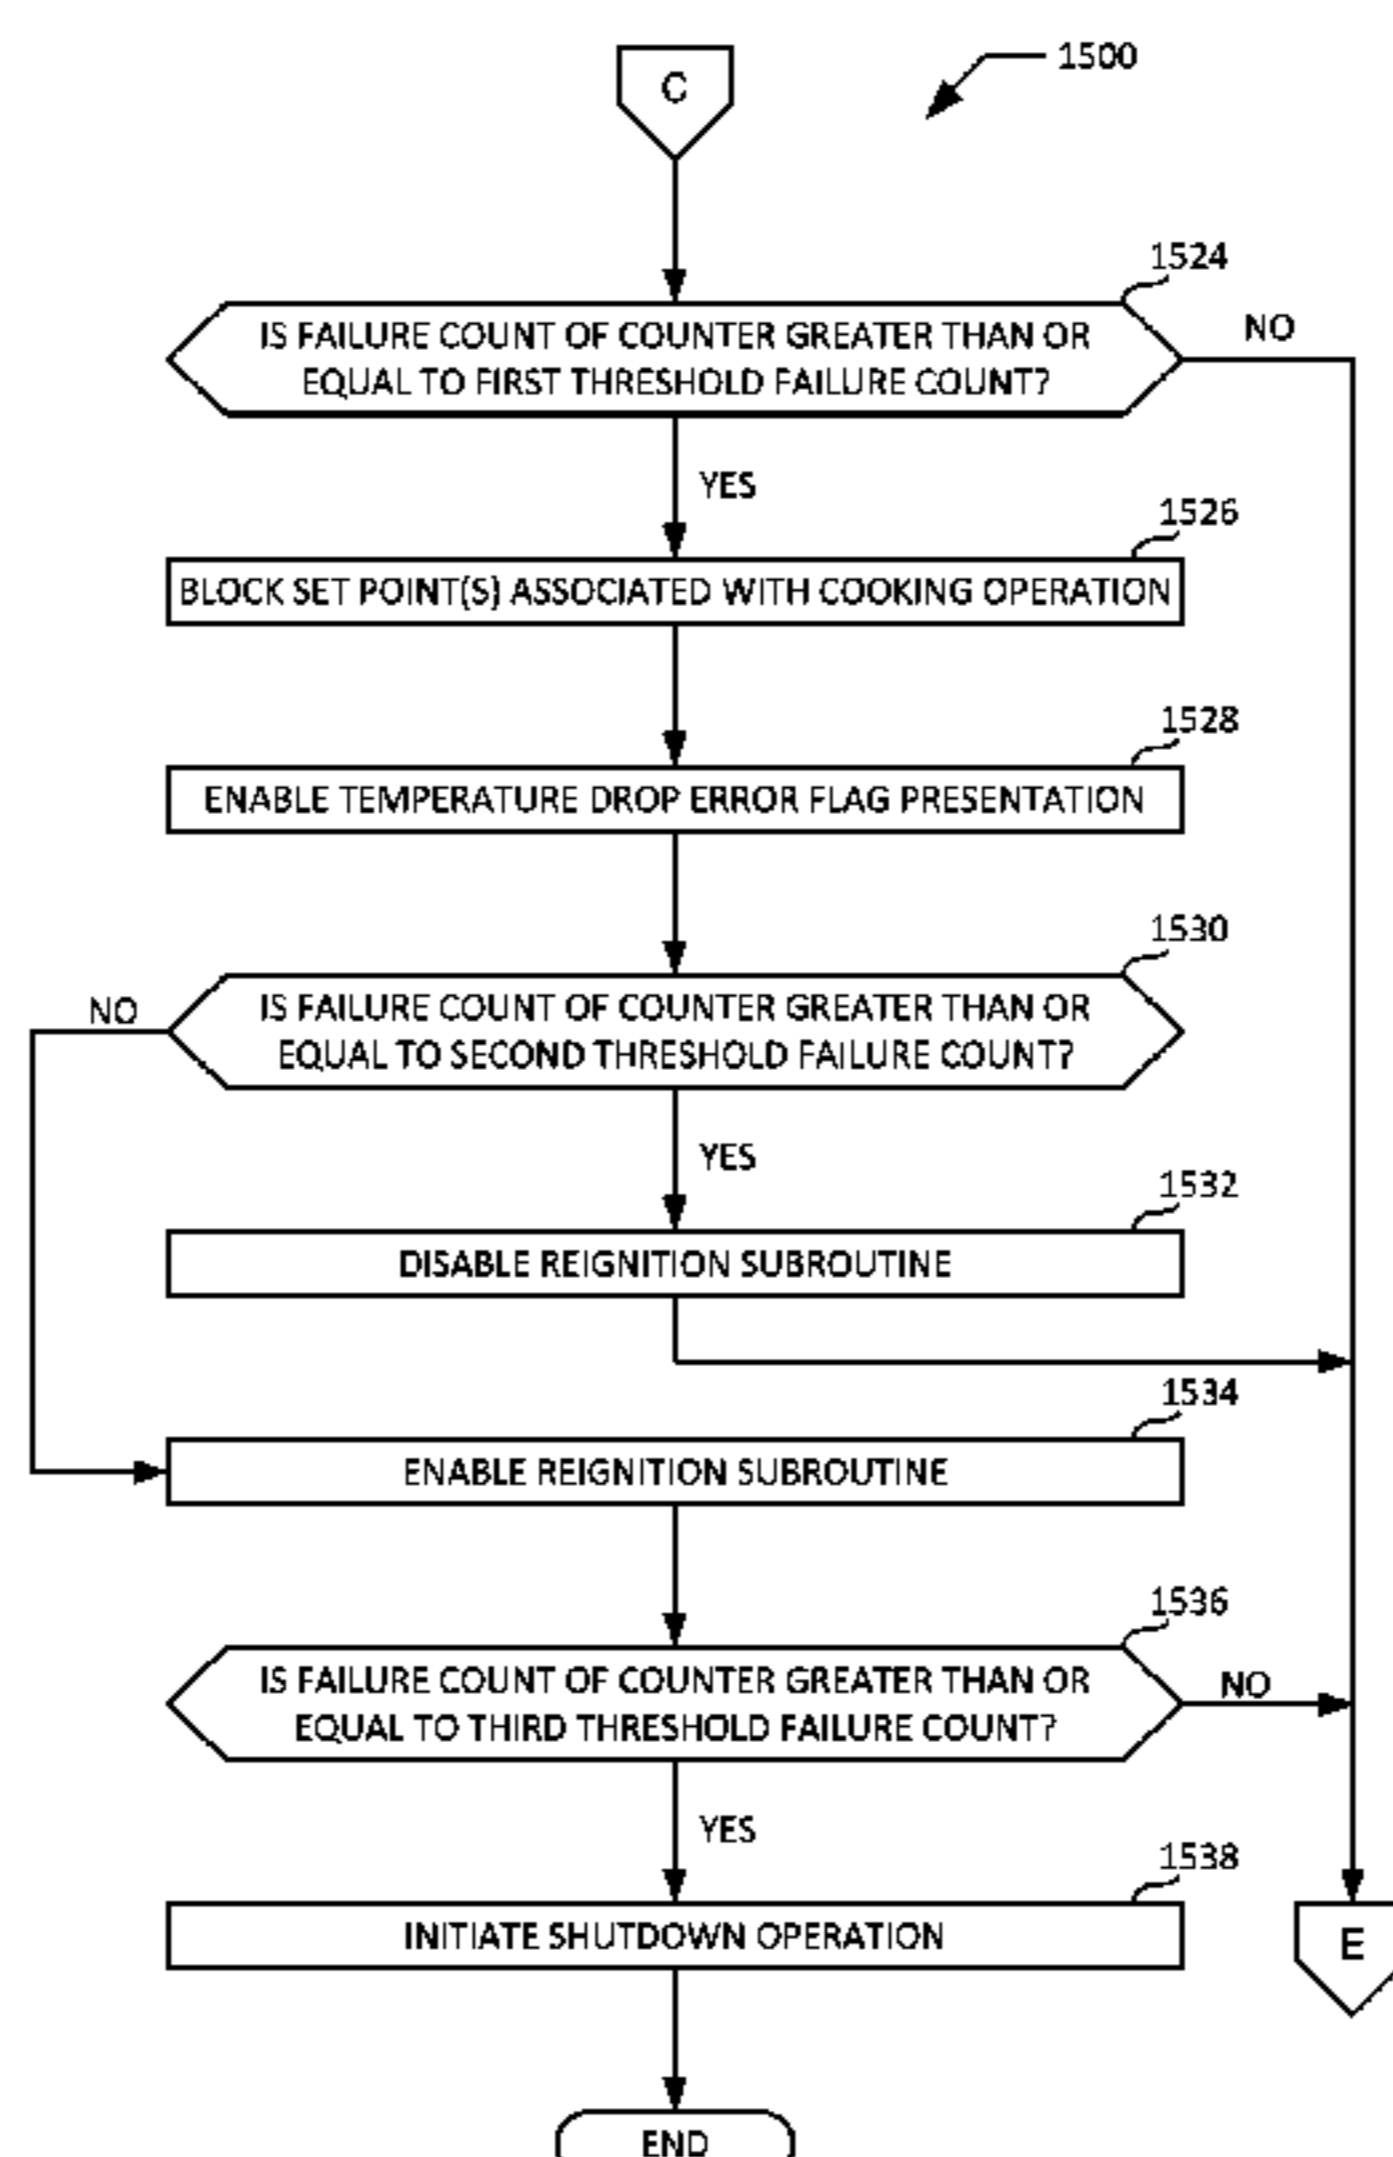 C
1500
1524
IS FAILURE COUNT OF COUNTER GREATER THAN OR
EQUAL TO FIRST THRESHOLD FAILURE COUNT?
NO
YES
1526
BLOCK SET POINT(S) ASSOCIATED WITH COOKING OPERATION
1528
ENABLE TEMPERATURE DROP ERROR FLAG PRESENTATION
1530
NO
IS FAILURE COUNT OF COUNTER GREATER THAN OR
EQUAL TO SECOND THRESHOLD FAILURE COUNT?
YES
1532
DISABLE REIGNITION SUBROUTINE
1534
ENABLE REIGNITION SUBROUTINE
1536
IS FAILURE COUNT OF COUNTER GREATER THAN OR
EQUAL TO THIRD THRESHOLD FAILURE COUNT?
NO
YES
1538
INITIATE SHUTDOWN OPERATION
E
END